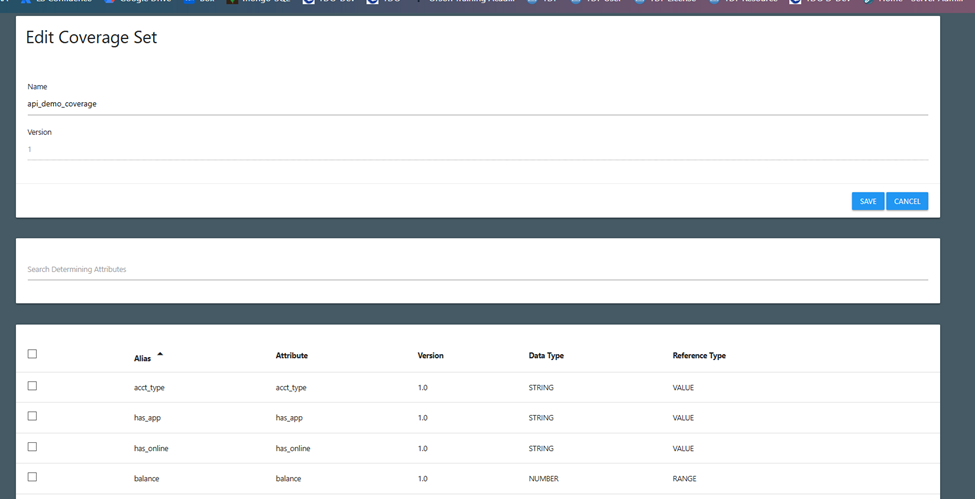 Edit Coverage Set
Name
api_demo_coverage
Version
1
SAVE CANCEL
Search Determining Attributes
Alias Attribute Version Data Type Reference Type
acct_type acct_type 1.0 STRING VALUE
has_app has_app 1.0 STRING VALUE
has_online has_online 1.0 STRING VALUE
balance balance 1.0 NUMBER RANGE